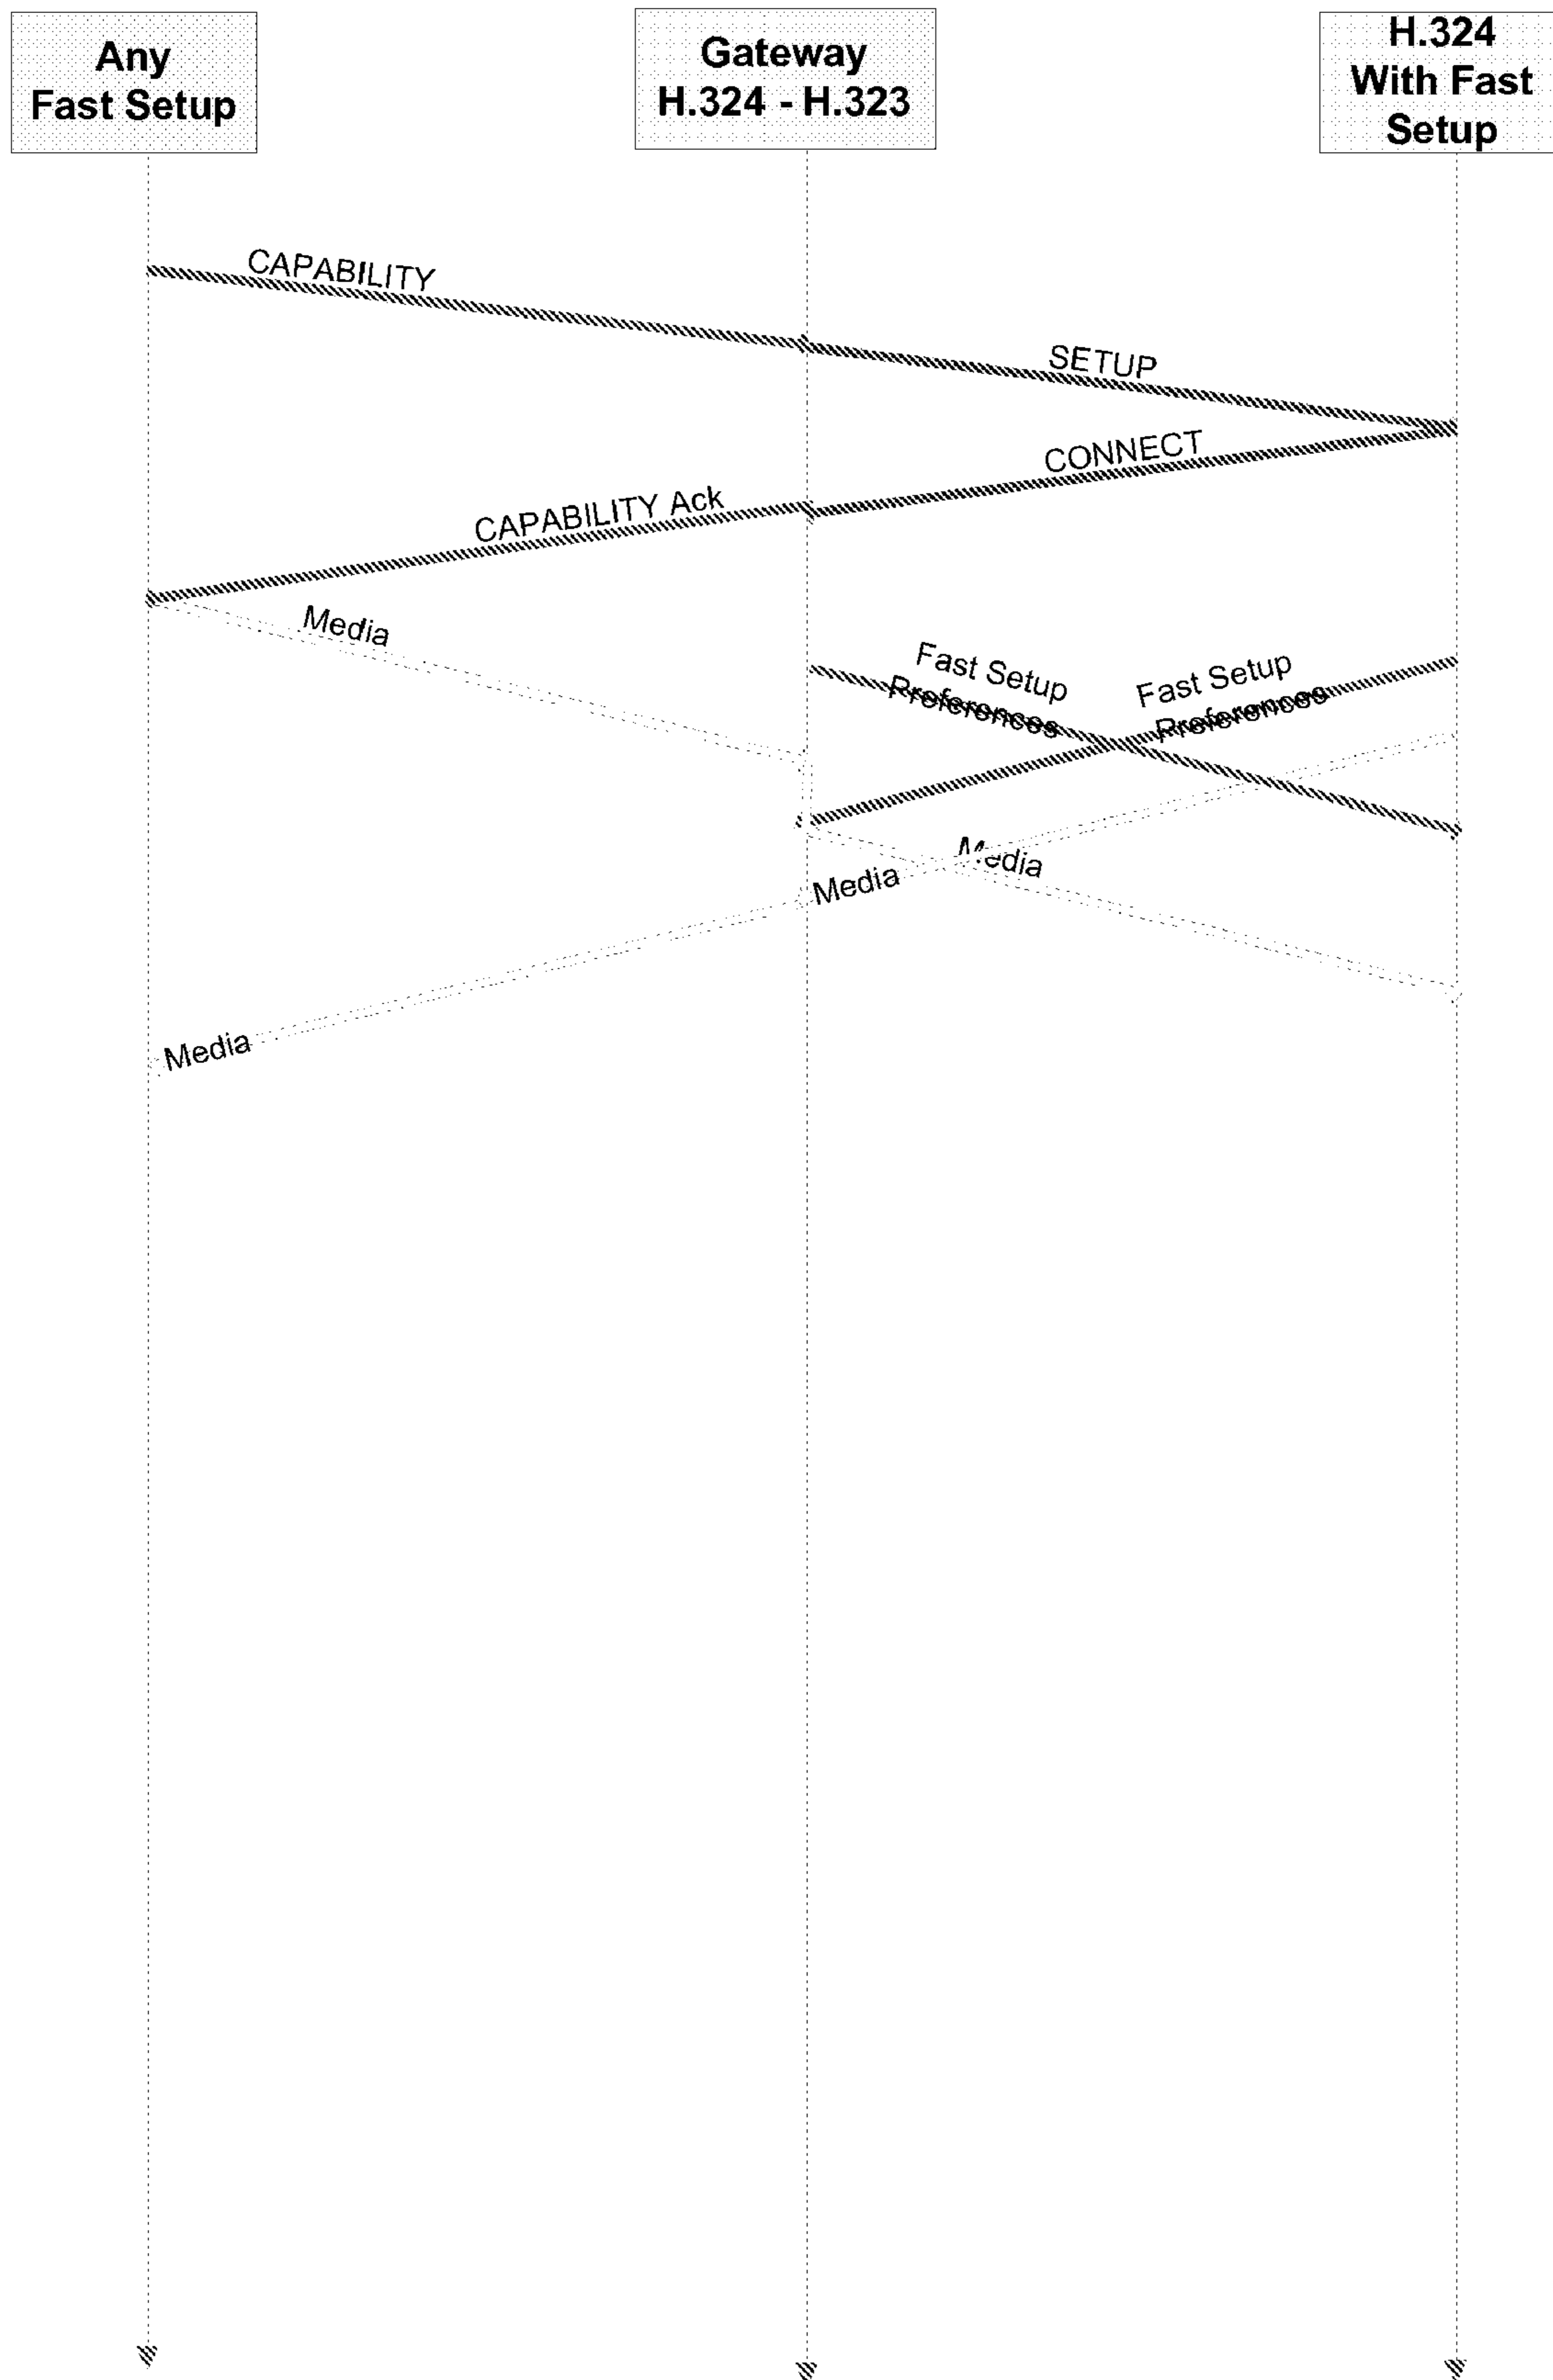 Any
Fast Setup
Gateway
H.324 - H.323
H.324
With Fast
Setup
CAPABILITY
SETUP
CONNECT
CAPABILITY Ack
Media
Fast Setup
Preferences
Fast Setup
Preferences
Media
Media
Media